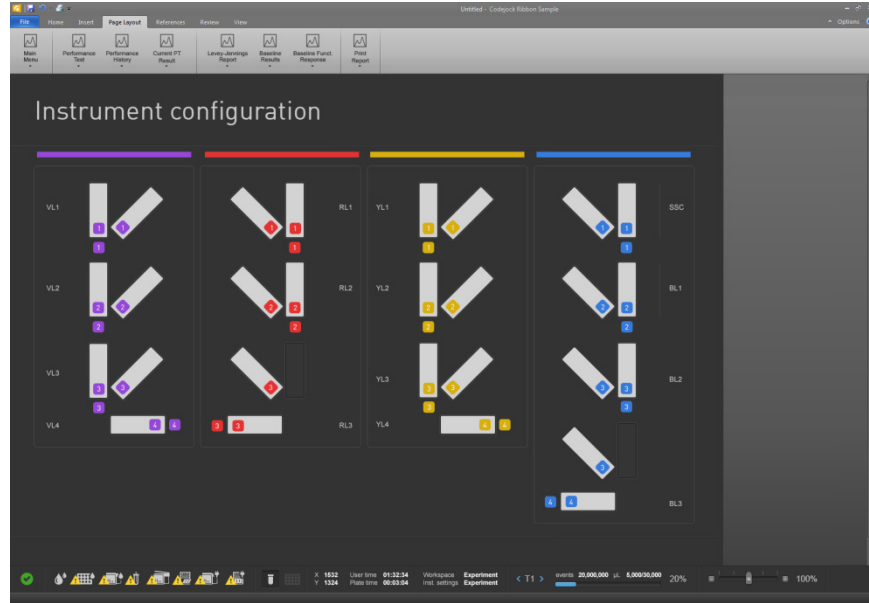 Untitled - Codejock Ribbon Sample
File Home Insert Page Layout References Review View Options
Main Menu
Performance Test
Performance History
Current PT Result
Levey-Jennings Report
Baseline Results
Baseline Funct. Response
Print Report
Instrument configuration
VL1 1 1 1
RL1 1 1 1
YL1 1 1 1
SSC 1 1 1
VL2 2 2 2
RL2 2 2 2
YL2 2 2 2
BL1 2 2 2
VL3 3 3 3
3
YL3 3 3 3
BL2 3 3 3
VL4 4 4
3 3 RL3
YL4 4 4
3
4 4 BL3
X 1532 User time 01:32:34 Workspace Experiment < T1 > events 20,000,000 µL 5,000/30,000 20% 100%
Y 1324 Plate time 00:03:04 Inst. settings Experiment